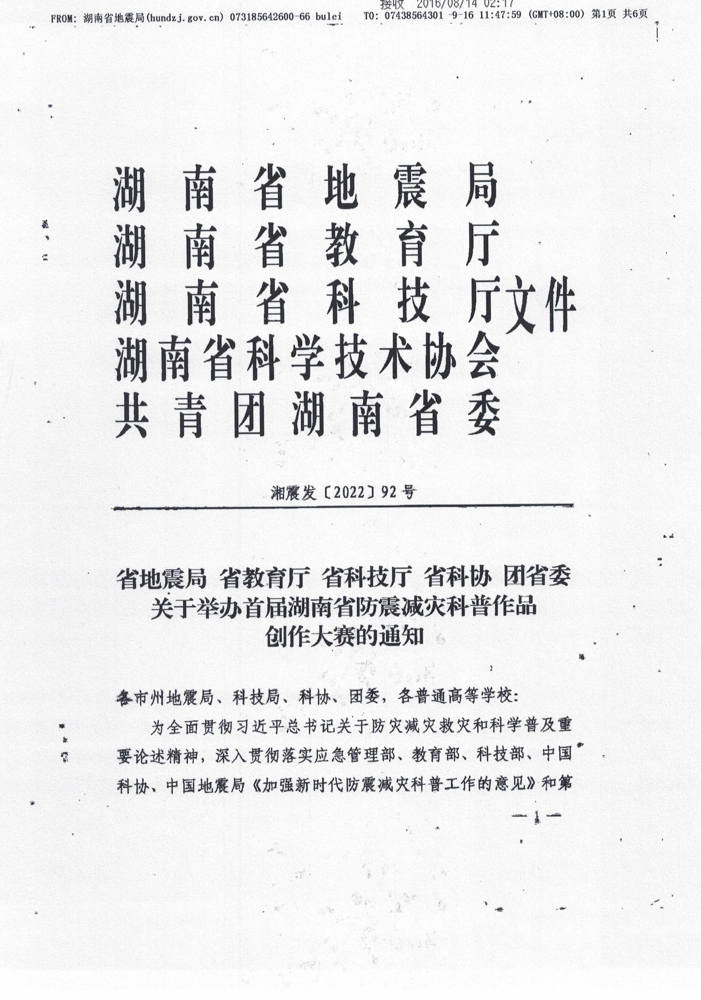 接收 2016/08/14 02:17
FROM: 湖南省地震局(hundzj.gov.cn) 073185642600-66 bulei TO: 07438564301 -9-16 11:47:59 (GMT+08:00) 第1页 共6页
湖南省地震局
湖南省教育厅
湖南省科技厅文件
湖南省科学技术协会
共青团湖南省委
湘震发〔2022〕92号
省地震局 省教育厅 省科技厅 省科协 团省委
关于举办首届湖南省防震减灾科普作品
创作大赛的通知
各市州地震局、科技局、科协、团委，各普通高等学校：
为全面贯彻习近平总书记关于防灾减灾救灾和科学普及重
要论述精神，深入贯彻落实应急管理部、教育部、科技部、中国
科协、中国地震局《加强新时代防震减灾科普工作的意见》和第
— 1 —